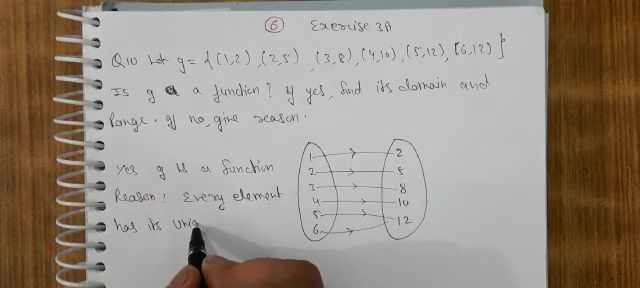 6 Exercise 3A
Q10 Let g = { (1,2) , (2,5) , (3,8) , (4,10) , (5,12) , (6,12) }
Is g a function? If yes, find its domain and
Range. If no, give reason.
Yes g is a function
Reason: Every element
has its uniq
1 2
2 5
3 8
4 10
5 12
6